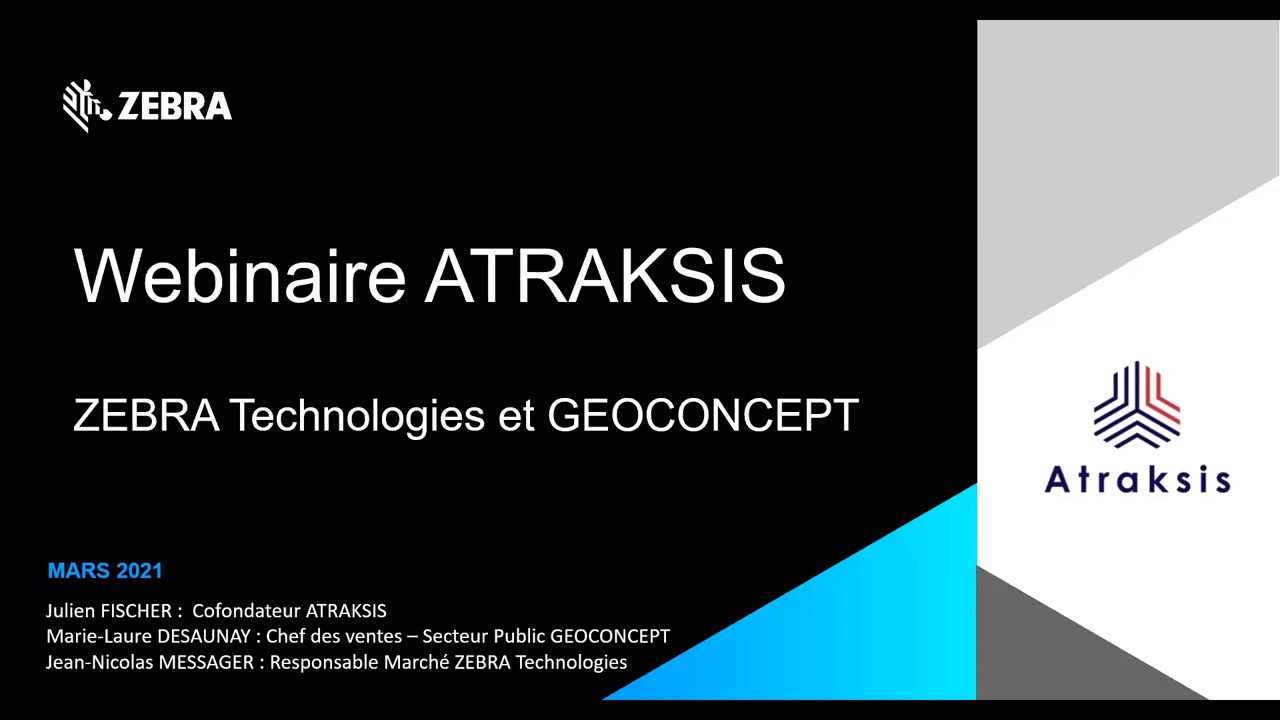 ZEBRA
Webinaire ATRAKSIS
ZEBRA Technologies et GEOCONCEPT
Atraksis
MARS 2021
Julien FISCHER : Cofondateur ATRAKSIS
Marie-Laure DESAUNAY : Chef des ventes – Secteur Public GEOCONCEPT
Jean-Nicolas MESSAGER : Responsable Marché ZEBRA Technologies